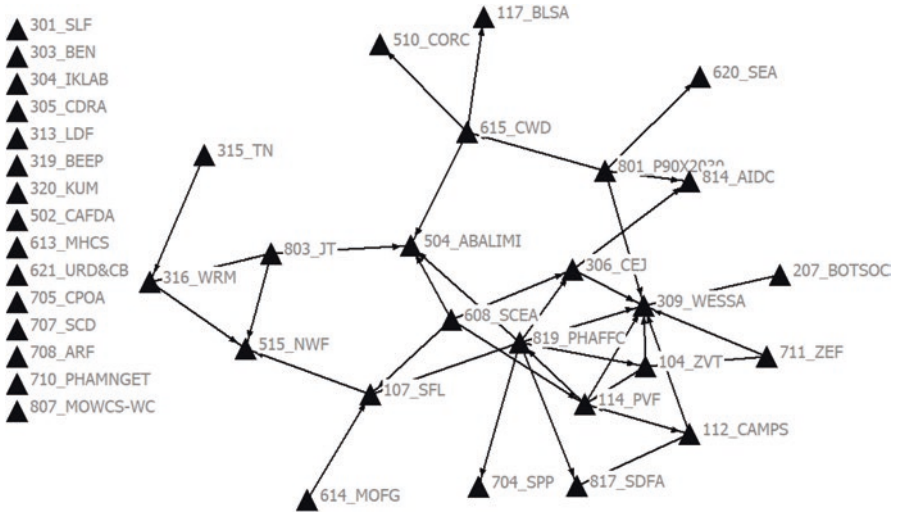 301_SLF
303_BEN
304_IKLAB
305_CDRA
313_LDF
319_BEEP
320_KUM
502_CAFDA
613_MHCS
621_URD&CB
705_CPOA
707_SCD
708_ARF
710_PHAMNGET
807_MOWCS-WC
117_BLSA
510_CORC
620_SEA
615_CWD
315_TN
801_P90X2030
814_AIDC
803_JT
504_ABALIMI
316_WRM
306_CEJ
207_BOTSOC
309_WESSA
608_SCEA
515_NWF
819_PHAFFC
104_ZVT
711_ZEF
107_SFL
114_PVF
112_CAMPS
614_MOFG
704_SPP
817_SDFA